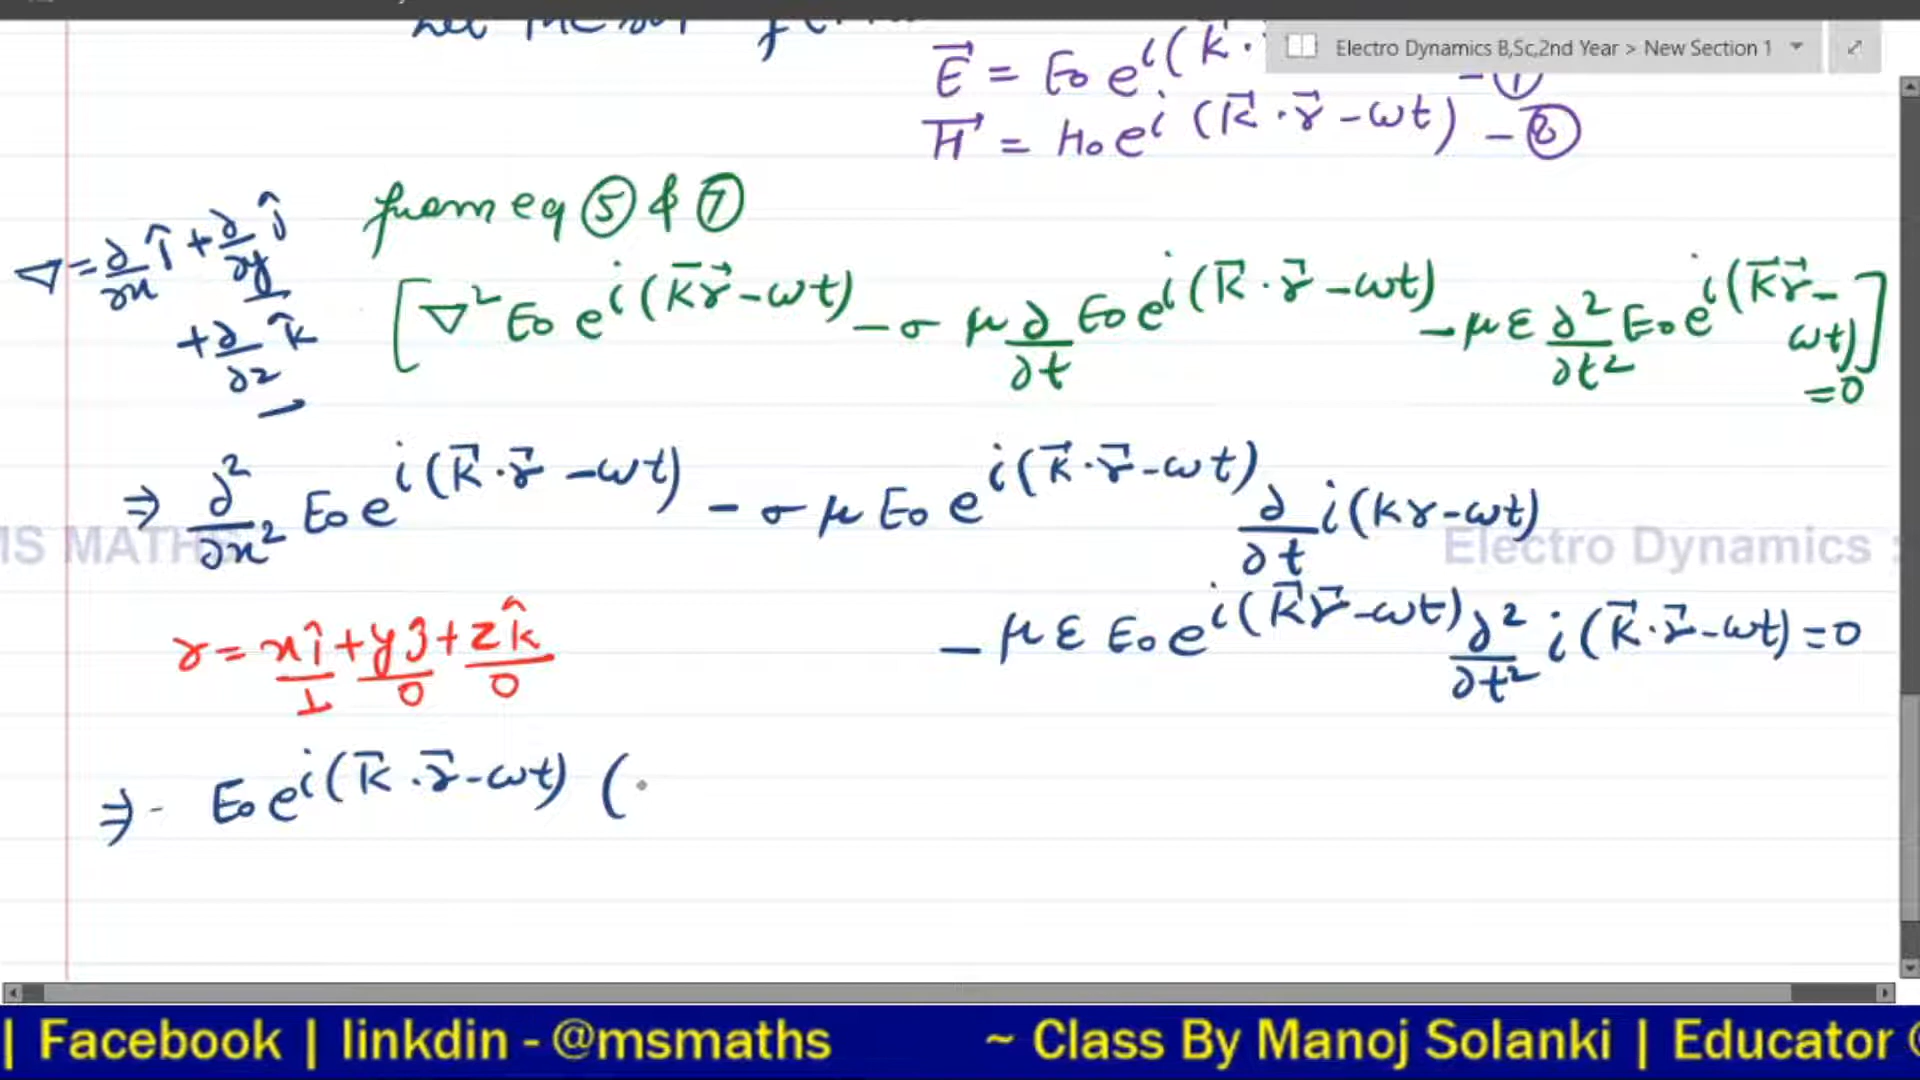 Electro Dynamics B,Sc,2nd Year > New Section 1
E⃗ = E₀ e^{i(k⃗ ·
– ⑦
H⃗ = H₀ e^{i(k⃗ · r⃗ – ωt)} – ⑧
from eq ⑤ & ⑦
∇ = ∂/∂x î + ∂/∂y ĵ
+ ∂/∂z k̂
[∇² E₀ e^{i(k⃗ r⃗ – ωt)} – σ μ ∂/∂t E₀ e^{i(k⃗ · r⃗ – ωt)} – μ ε ∂²/∂t² E₀ e^{i(k⃗ r⃗ – ωt)}]
= 0
⇒ ∂²/∂x² E₀ e^{i(k⃗ · r⃗ – ωt)} – σ μ E₀ e^{i(k⃗ · r⃗ – ωt)} ∂/∂t i(kr – ωt)
– μ ε E₀ e^{i(k⃗ r⃗ – ωt)} ∂²/∂t² i(k⃗ · r⃗ – ωt) = 0
MS MATHS
Electro Dynamics :
r = xî + yĵ + zk̂
1 0 0
⇒ E₀ e^{i(k⃗ · r⃗ – ωt)} (
| Facebook | linkdin - @msmaths ~ Class By Manoj Solanki | Educator @